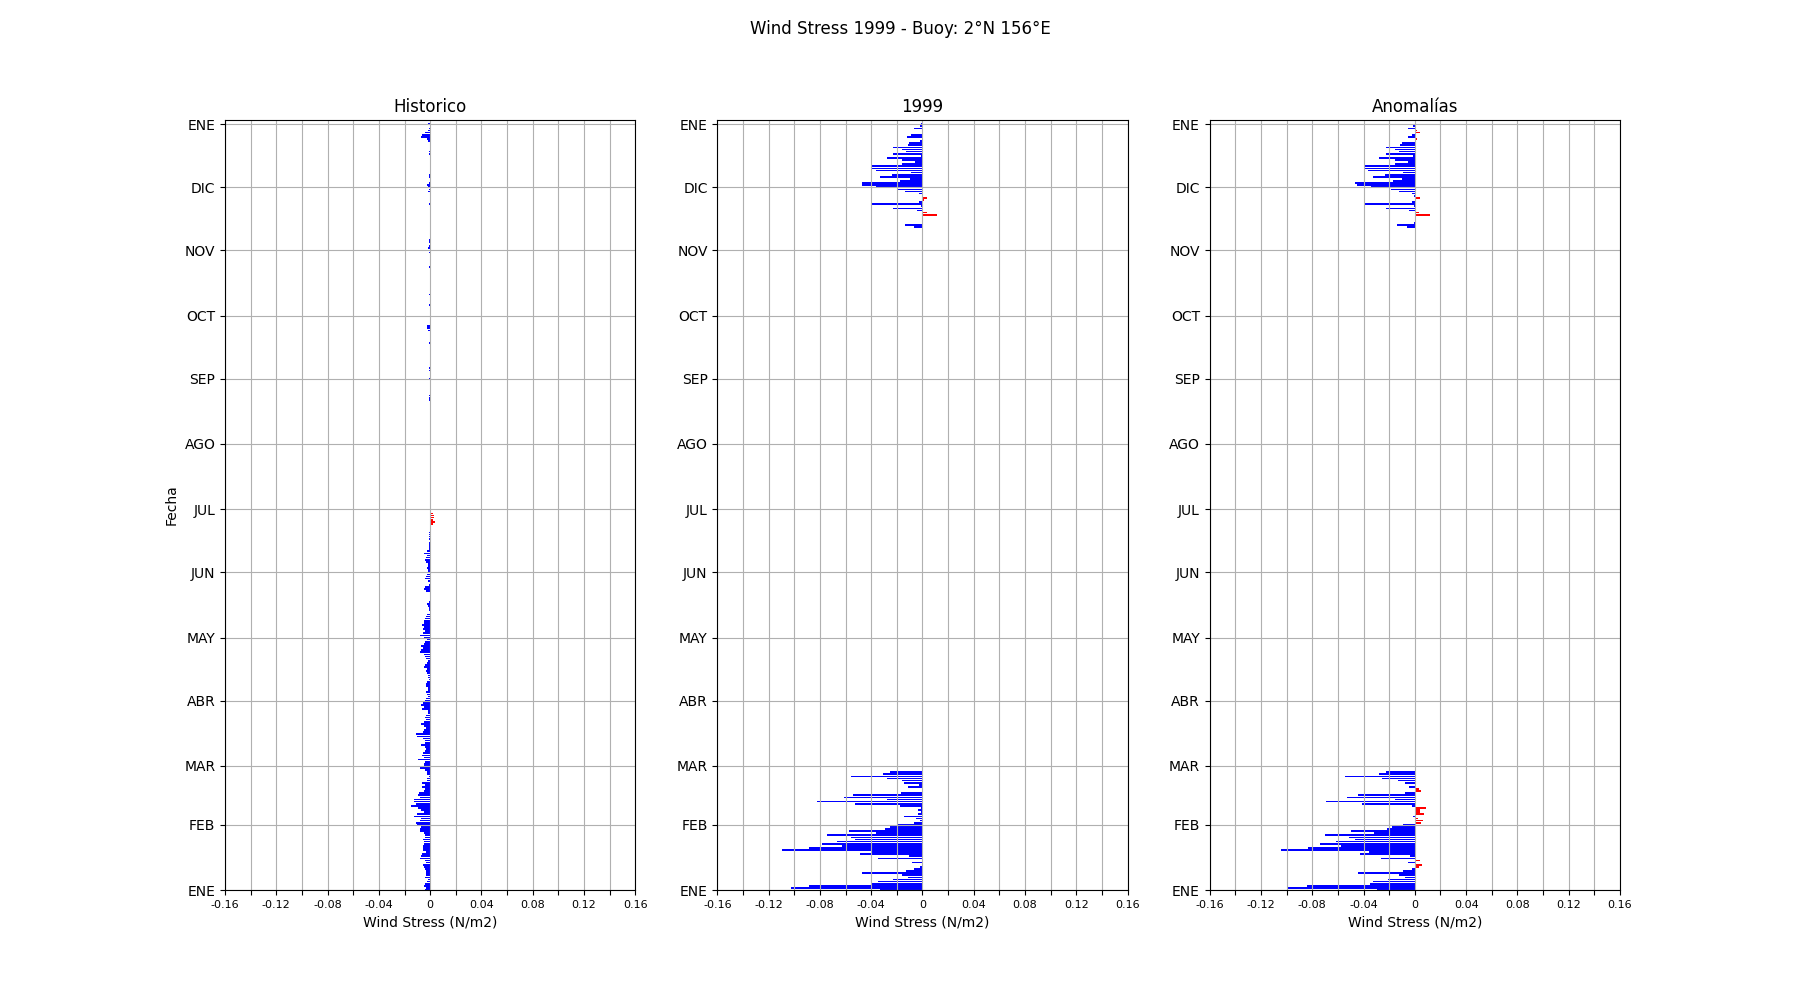 Wind Stress 1999 - Buoy: 2°N 156°E
Historico
ENE
DIC
NOV
OCT
SEP
AGO
JUL
JUN
MAY
ABR
MAR
FEB
ENE
Fecha
-0.16 -0.12 -0.08 -0.04 0 0.04 0.08 0.12 0.16
Wind Stress (N/m2)
1999
ENE
DIC
NOV
OCT
SEP
AGO
JUL
JUN
MAY
ABR
MAR
FEB
ENE
-0.16 -0.12 -0.08 -0.04 0 0.04 0.08 0.12 0.16
Wind Stress (N/m2)
Anomalías
ENE
DIC
NOV
OCT
SEP
AGO
JUL
JUN
MAY
ABR
MAR
FEB
ENE
-0.16 -0.12 -0.08 -0.04 0 0.04 0.08 0.12 0.16
Wind Stress (N/m2)